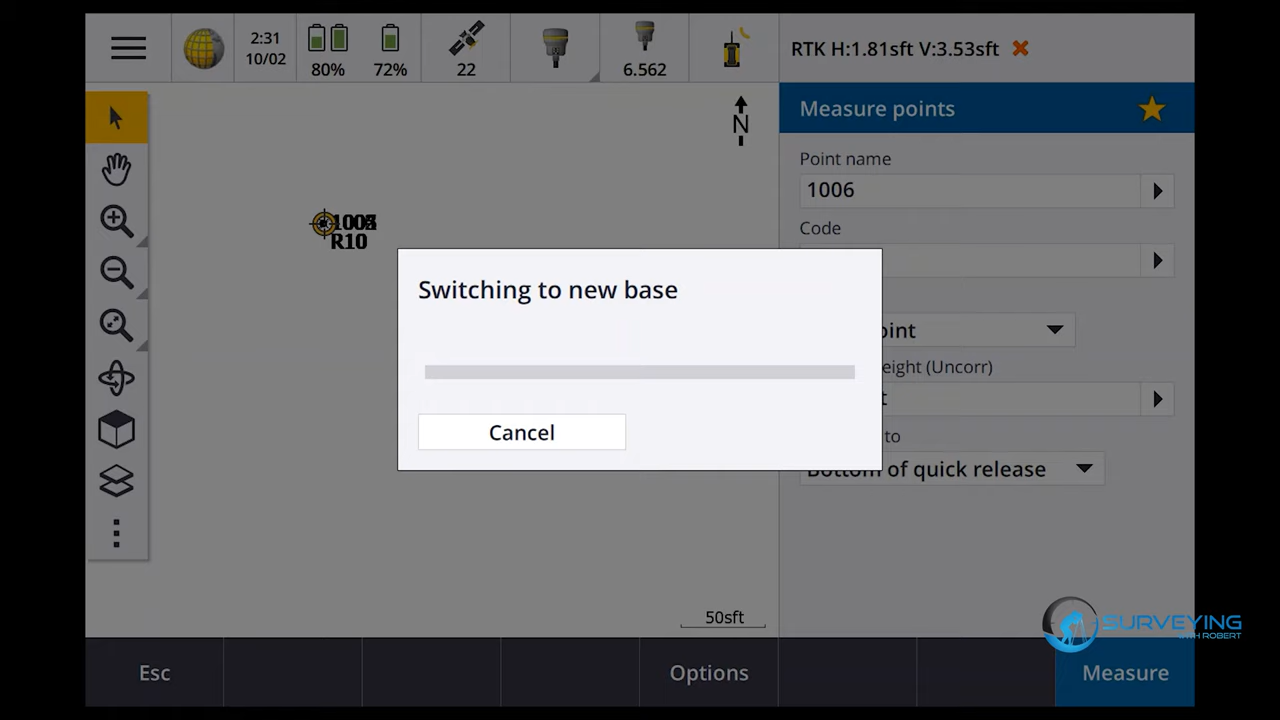 2:31
10/02
80%
72%
22
6.562
RTK H:1.81sft V:3.53sft
Measure points
Point name
1006
Code
N
R10
Switching to new base
Cancel
oint
eight (Uncorr)
t
to
Bottom of quick release
50sft
Esc
Options
Measure
SURVEYING
WITH ROBERT